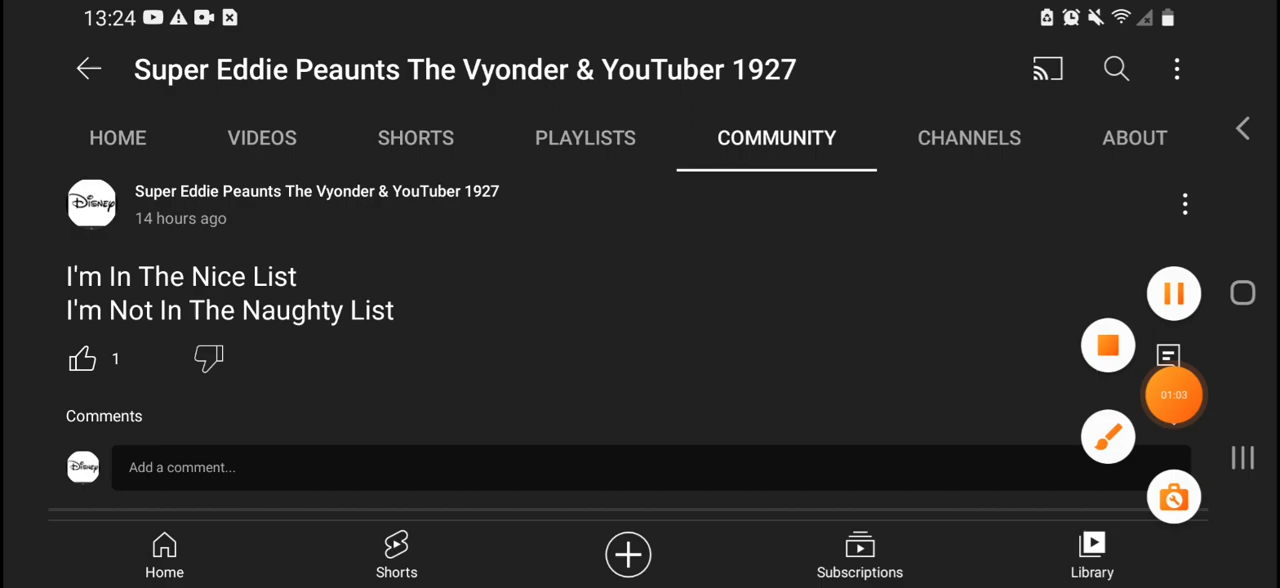 13:24
Super Eddie Peaunts The Vyonder & YouTuber 1927
HOME VIDEOS SHORTS PLAYLISTS COMMUNITY CHANNELS ABOUT
Disney
Super Eddie Peaunts The Vyonder & YouTuber 1927
14 hours ago
I'm In The Nice List
I'm Not In The Naughty List
1
01:03
Comments
Disney
Add a comment...
Home Shorts Subscriptions Library